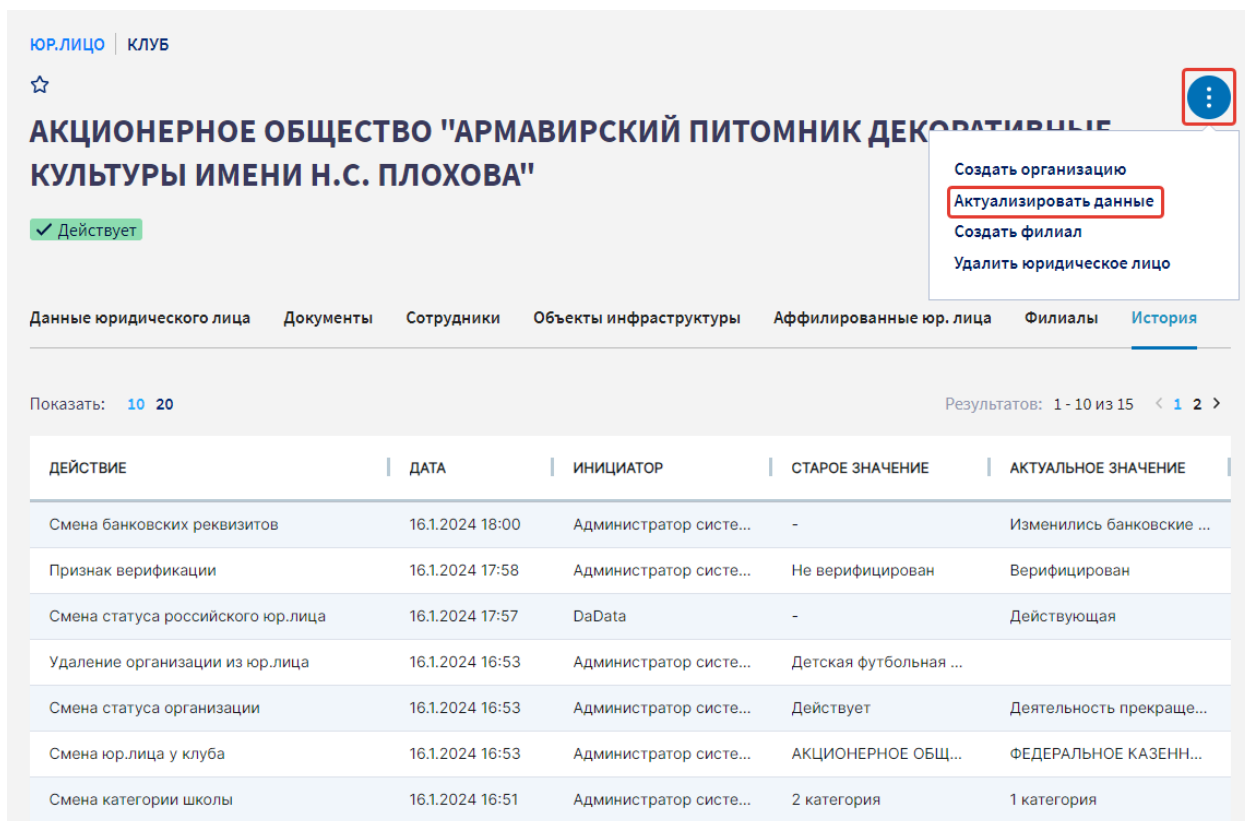 ЮР.ЛИЦО КЛУБ
АКЦИОНЕРНОЕ ОБЩЕСТВО "АРМАВИРСКИЙ ПИТОМНИК ДЕКОРАТИВНЫЕ
КУЛЬТУРЫ ИМЕНИ Н.С. ПЛОХОВА"
Действует
Создать организацию
Актуализировать данные
Создать филиал
Удалить юридическое лицо
Данные юридического лица Документы Сотрудники Объекты инфраструктуры Аффилированные юр. лица Филиалы История
Показать: 10 20 Результатов: 1 - 10 из 15 < 1 2 >
ДЕЙСТВИЕ ДАТА ИНИЦИАТОР СТАРОЕ ЗНАЧЕНИЕ АКТУАЛЬНОЕ ЗНАЧЕНИЕ
Смена банковских реквизитов 16.1.2024 18:00 Администратор систе... - Изменились банковские ...
Признак верификации 16.1.2024 17:58 Администратор систе... Не верифицирован Верифицирован
Смена статуса российского юр.лица 16.1.2024 17:57 DaData - Действующая
Удаление организации из юр.лица 16.1.2024 16:53 Администратор систе... Детская футбольная ...
Смена статуса организации 16.1.2024 16:53 Администратор систе... Действует Деятельность прекраще...
Смена юр.лица у клуба 16.1.2024 16:53 Администратор систе... АКЦИОНЕРНОЕ ОБЩ... ФЕДЕРАЛЬНОЕ КАЗЕНН...
Смена категории школы 16.1.2024 16:51 Администратор систе... 2 категория 1 категория